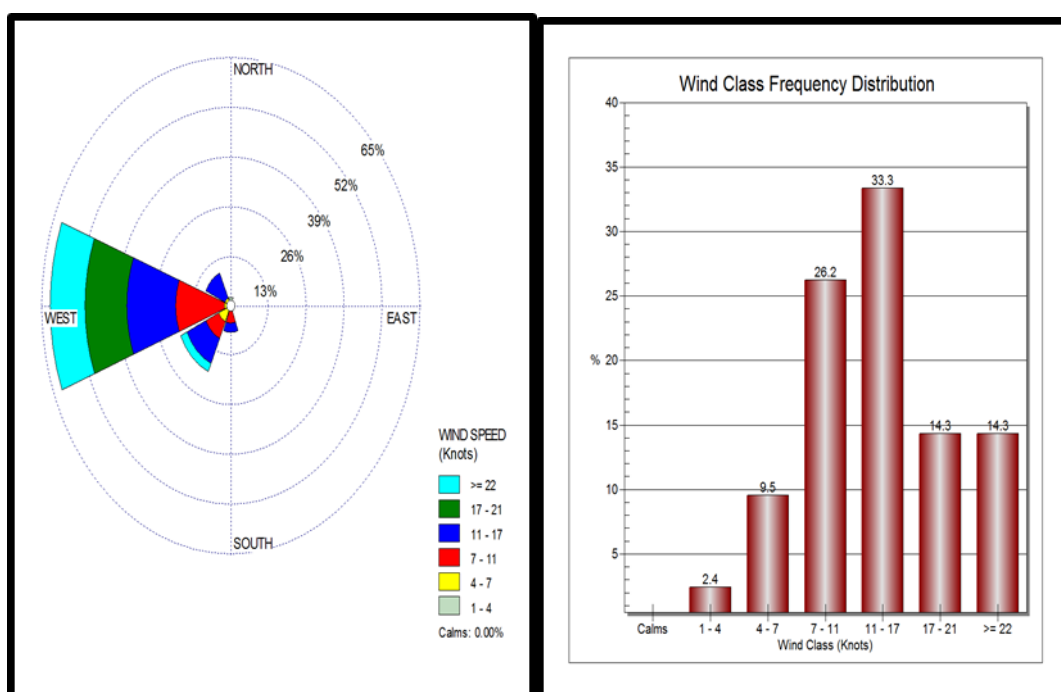 NORTH
65%
52%
39%
26%
13%
WEST
EAST
SOUTH
WIND SPEED
(Knots)
>= 22
17 - 21
11 - 17
7 - 11
4 - 7
1 - 4
Calms: 0.00%
Wind Class Frequency Distribution
40
35
33.3
30
26.2
25
%
20
15
14.3
14.3
10
9.5
5
2.4
Calms
1 - 4
4 - 7
7 - 11
11 - 17
17 - 21
>= 22
Wind Class (Knots)